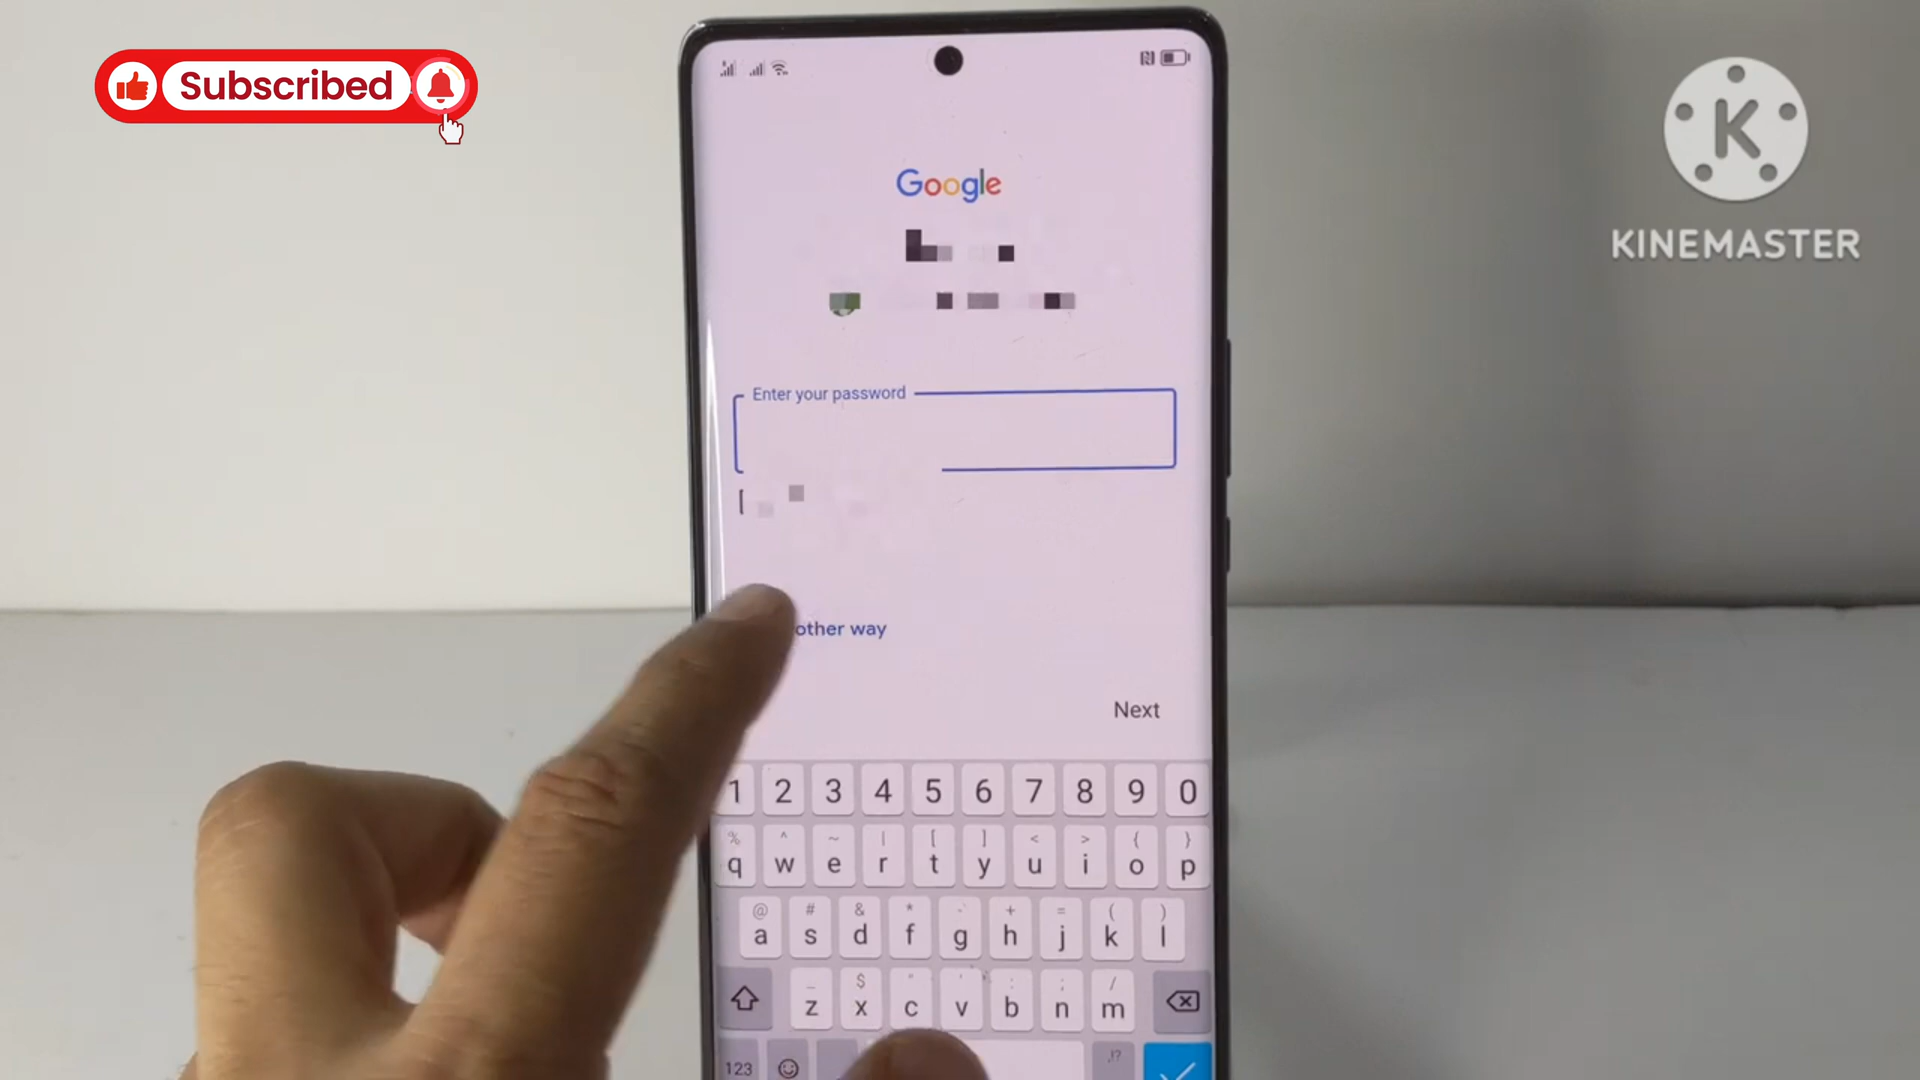 Subscribed
K
KINEMASTER
Google
Enter your password
other way
Next
1 2 3 4 5 6 7 8 9 0
% ^ ~ | [ ] < > { }
q w e r t y u i o p
@ # & * - + = ( )
a s d f g h j k l
_ $ " ' : ; /
z x c v b n m
123 ,!?